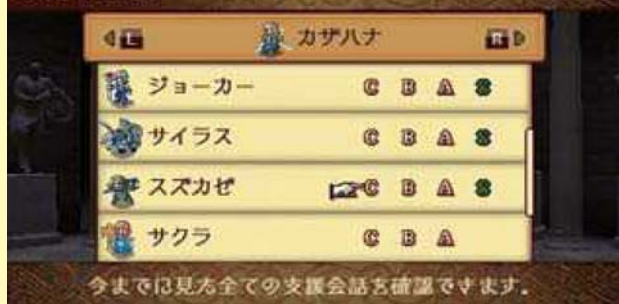 L カザハナ R
ジョーカー C B A S
サイラス C B A S
スズカゼ C B A S
サクラ C B A
今までに見た全ての支援会話を確認できます。